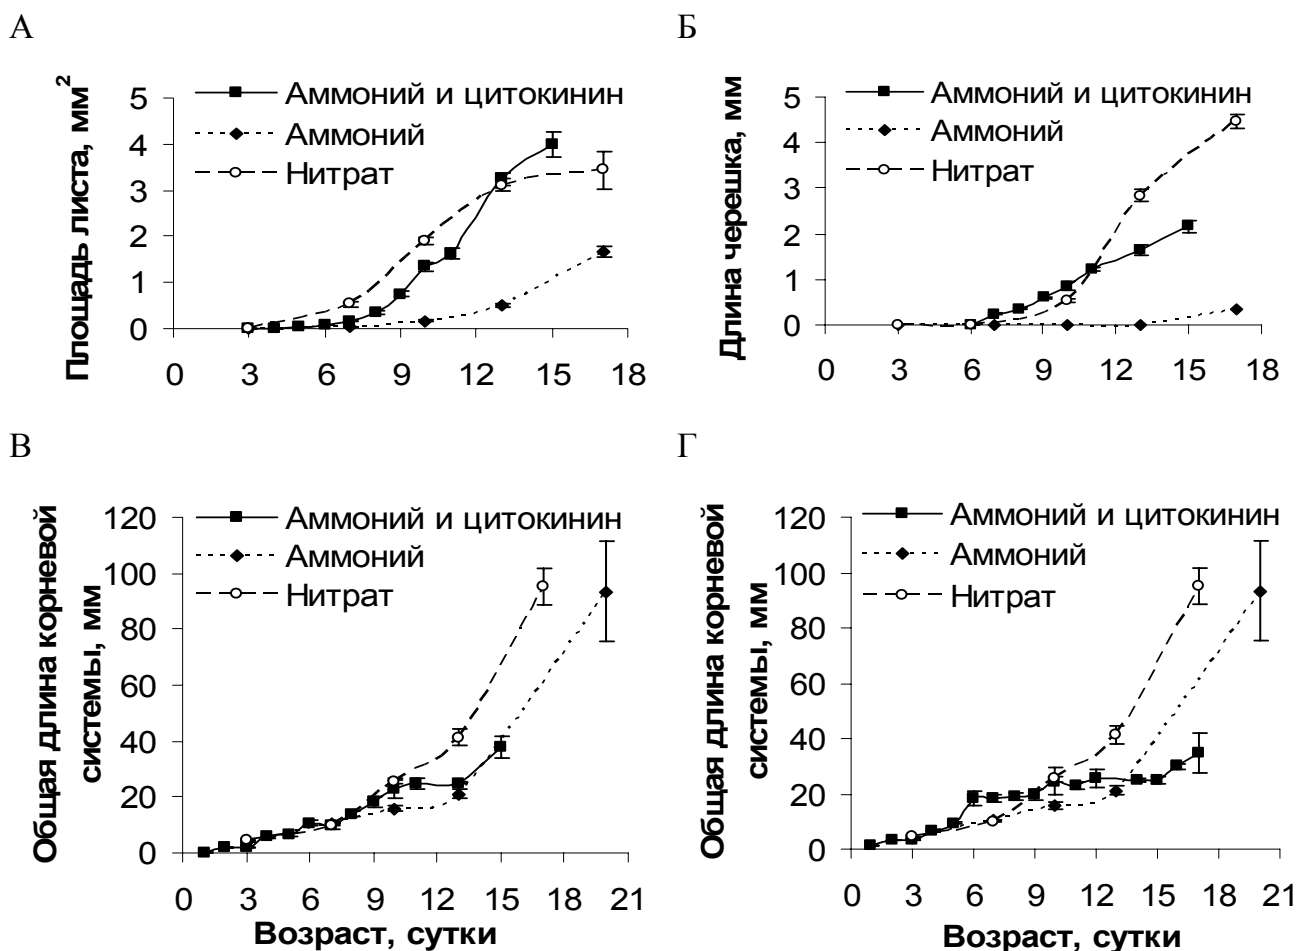 А
Площадь листа, мм2
Аммоний и цитокинин
Аммоний
Нитрат
5
4
3
2
1
0
0 3 6 9 12 15 18
Б
Длина черешка, мм
Аммоний и цитокинин
Аммоний
Нитрат
5
4
3
2
1
0
0 3 6 9 12 15 18
В
Общая длина корневой
системы, мм
Аммоний и цитокинин
Аммоний
Нитрат
120
100
80
60
40
20
0
0 3 6 9 12 15 18 21
Возраст, сутки
Г
Общая длина корневой
системы, мм
Аммоний и цитокинин
Аммоний
Нитрат
120
100
80
60
40
20
0
0 3 6 9 12 15 18 21
Возраст, сутки